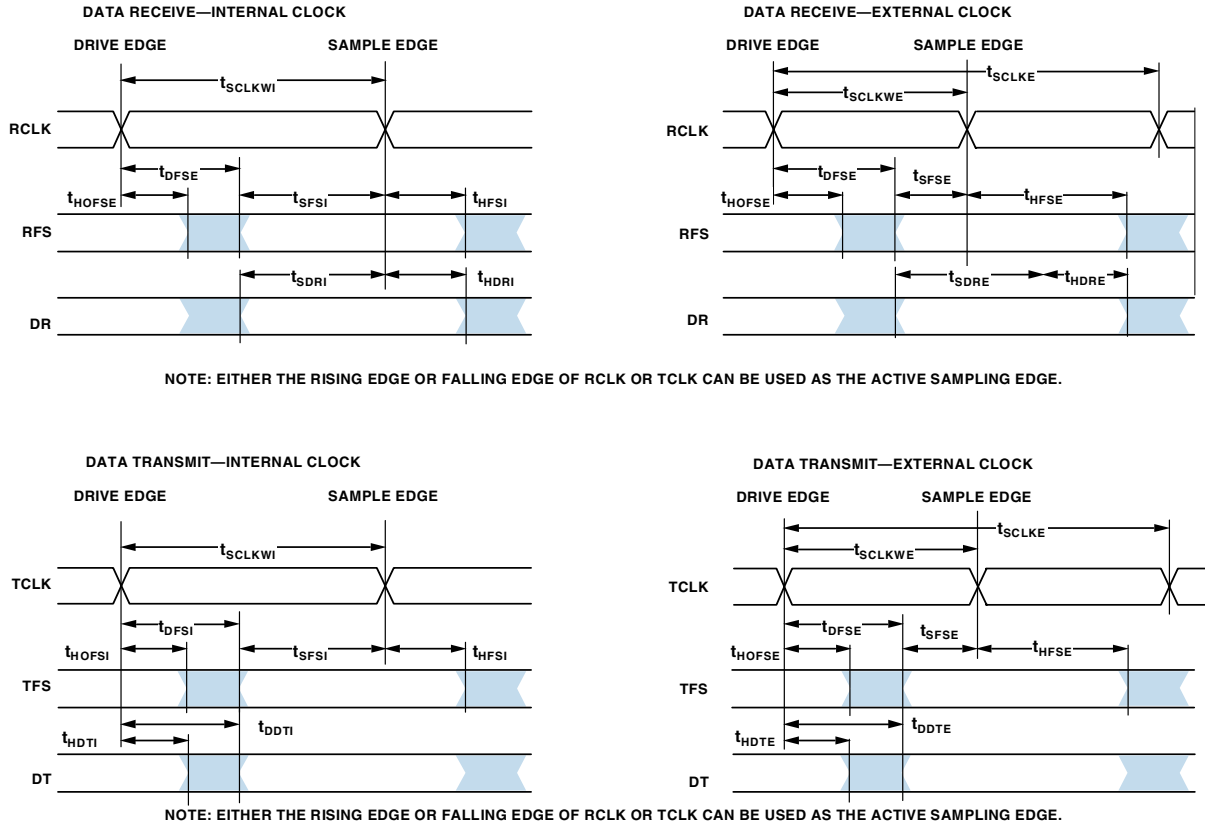 DATA RECEIVE—INTERNAL CLOCK
DRIVE EDGE
SAMPLE EDGE
tSCLKWI
RCLK
tDFSE
tHOFSE
tSFSI
tHFSI
RFS
tSDRI
tHDRI
DR
DATA RECEIVE—EXTERNAL CLOCK
DRIVE EDGE
SAMPLE EDGE
tSCLKE
tSCLKWE
RCLK
tDFSE
tSFSE
tHOFSE
tHFSE
RFS
tSDRE
tHDRE
DR
NOTE: EITHER THE RISING EDGE OR FALLING EDGE OF RCLK OR TCLK CAN BE USED AS THE ACTIVE SAMPLING EDGE.
DATA TRANSMIT—INTERNAL CLOCK
DRIVE EDGE
SAMPLE EDGE
tSCLKWI
TCLK
tDFSI
tHOFSI
tSFSI
tHFSI
TFS
tDDTI
tHDTI
DT
DATA TRANSMIT—EXTERNAL CLOCK
DRIVE EDGE
SAMPLE EDGE
tSCLKE
tSCLKWE
TCLK
tDFSE
tSFSE
tHOFSE
tHFSE
TFS
tDDTE
tHDTE
DT
NOTE: EITHER THE RISING EDGE OR FALLING EDGE OF RCLK OR TCLK CAN BE USED AS THE ACTIVE SAMPLING EDGE.